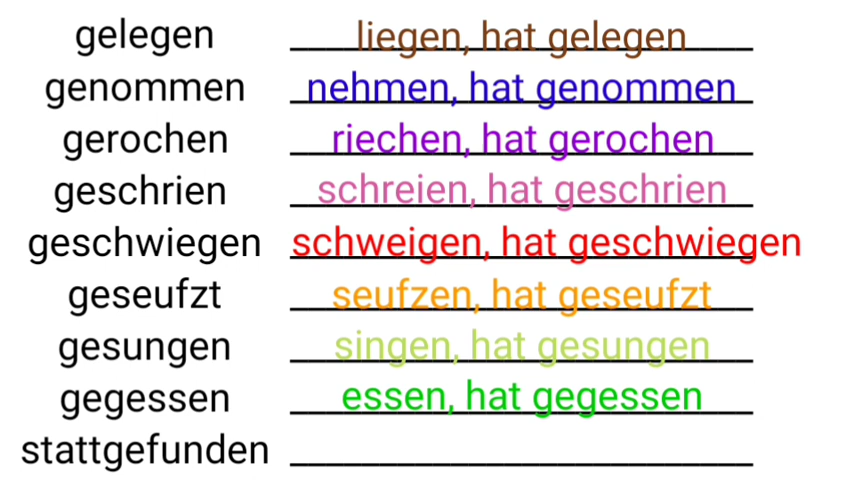 gelegen liegen, hat gelegen
genommen nehmen, hat genommen
gerochen riechen, hat gerochen
geschrien schreien, hat geschrien
geschwiegen schweigen, hat geschwiegen
geseufzt seufzen, hat geseufzt
gesungen singen, hat gesungen
gegessen essen, hat gegessen
stattgefunden